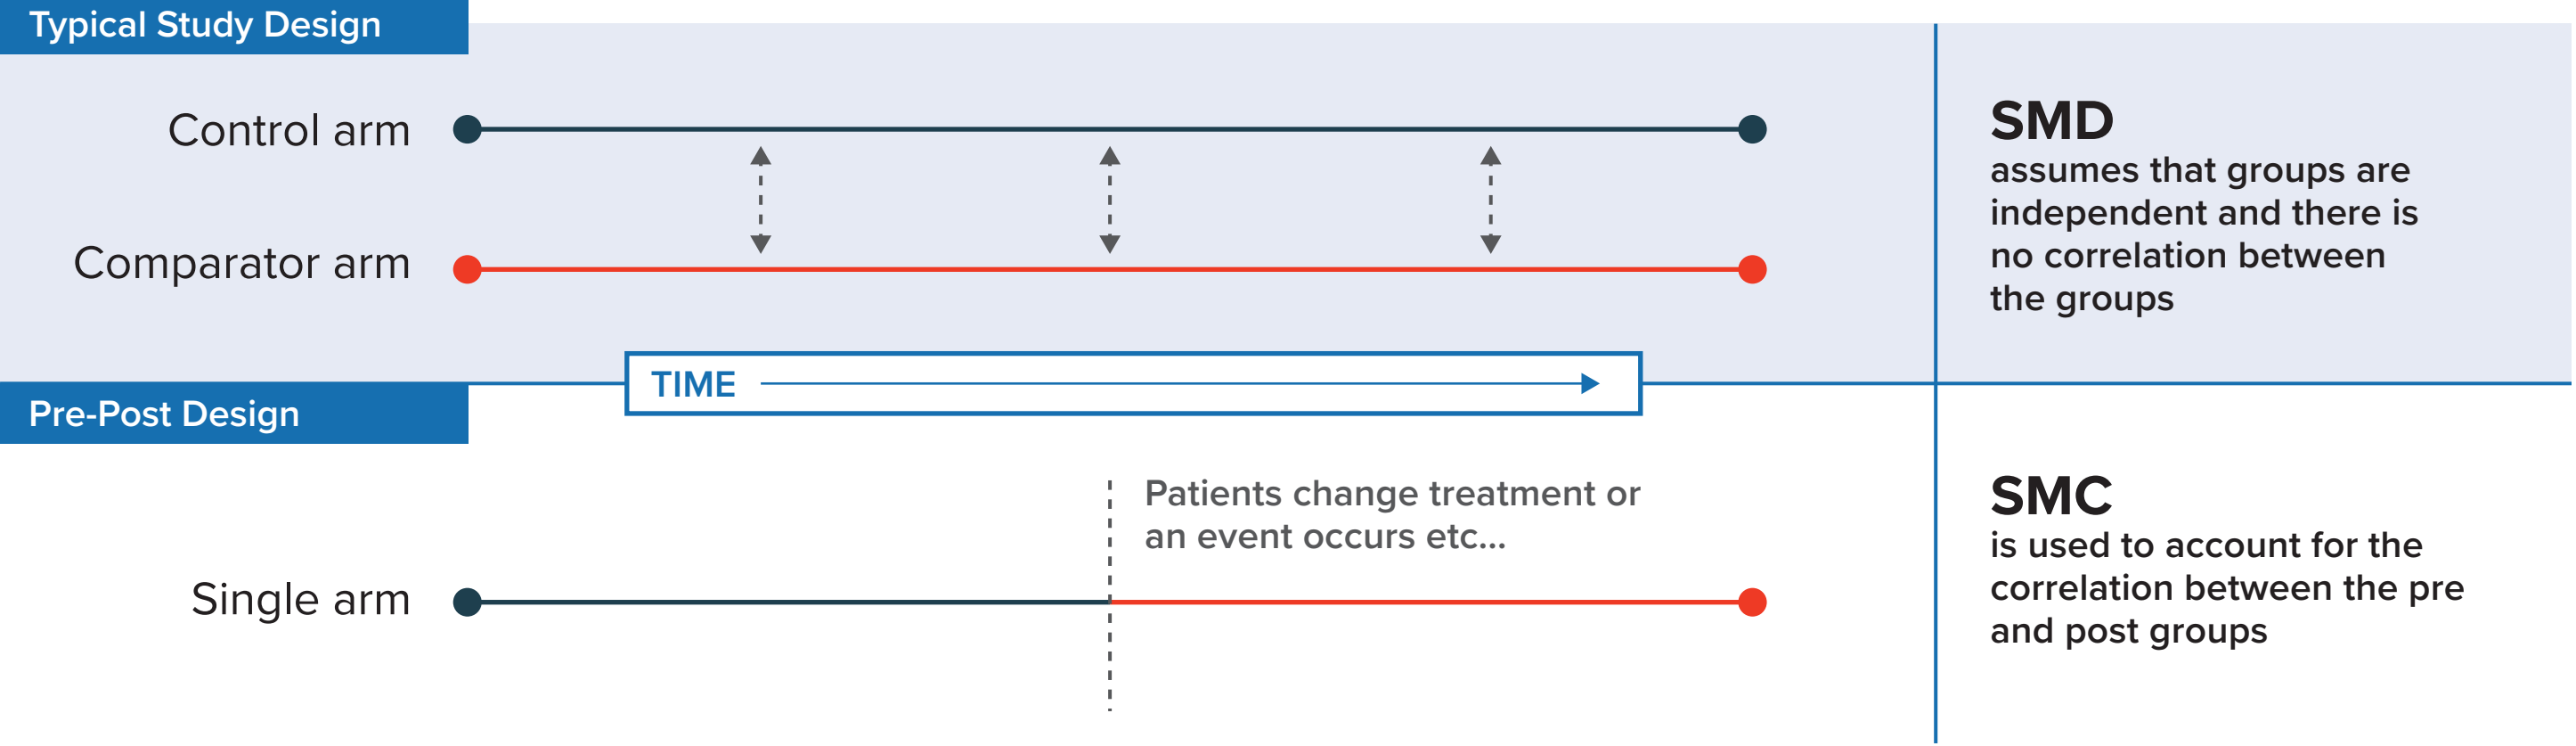 Typical Study Design
Control arm
Comparator arm
SMD
assumes that groups are
independent and there is
no correlation between
the groups
TIME
Pre-Post Design
Patients change treatment or
an event occurs etc...
Single arm
SMC
is used to account for the
correlation between the pre
and post groups